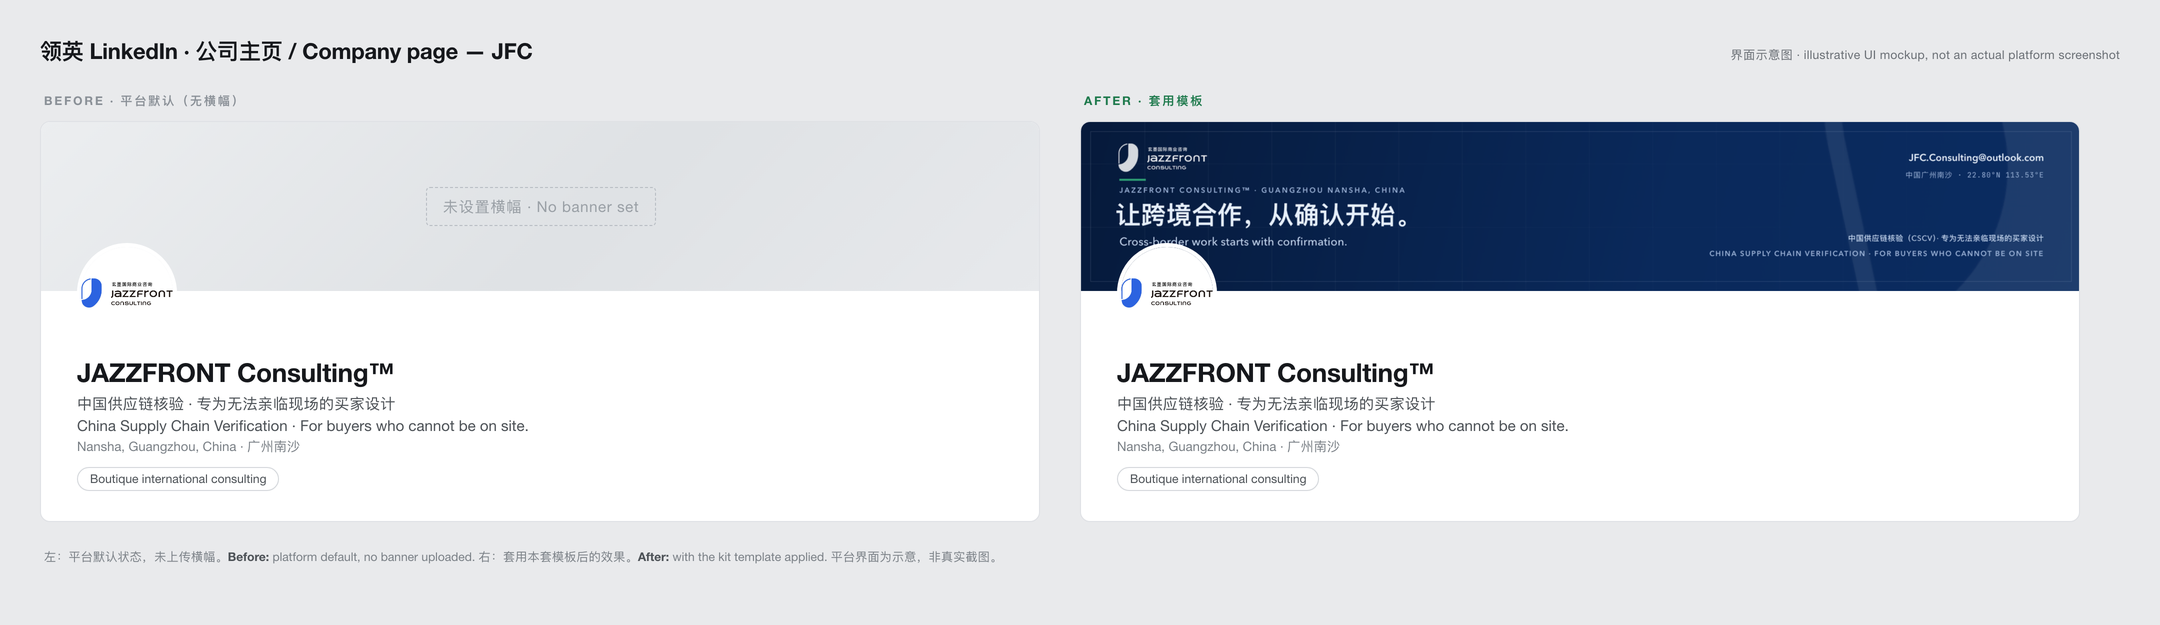 领英 LinkedIn · 公司主页 / Company page — JFC
界面示意图 · illustrative UI mockup, not an actual platform screenshot
BEFORE · 平台默认（无横幅）
未设置横幅 · No banner set
JAZZFRONT
CONSULTING
JAZZFRONT Consulting™
中国供应链核验 · 专为无法亲临现场的买家设计
China Supply Chain Verification · For buyers who cannot be on site.
Nansha, Guangzhou, China · 广州南沙
Boutique international consulting
AFTER · 套用模板
JAZZFRONT
CONSULTING
JAZZFRONT CONSULTING™ · GUANGZHOU NANSHA, CHINA
让跨境合作，从确认开始。
Cross-border work starts with confirmation.
JFC.Consulting@outlook.com
中国广州南沙 · 22.80°N 113.53°E
中国供应链核验（CSCV）· 专为无法亲临现场的买家设计
CHINA SUPPLY CHAIN VERIFICATION · FOR BUYERS WHO CANNOT BE ON SITE
JAZZFRONT
CONSULTING
JAZZFRONT Consulting™
中国供应链核验 · 专为无法亲临现场的买家设计
China Supply Chain Verification · For buyers who cannot be on site.
Nansha, Guangzhou, China · 广州南沙
Boutique international consulting
左：平台默认状态，未上传横幅。Before: platform default, no banner uploaded. 右：套用本套模板后的效果。After: with the kit template applied. 平台界面为示意，非真实截图。